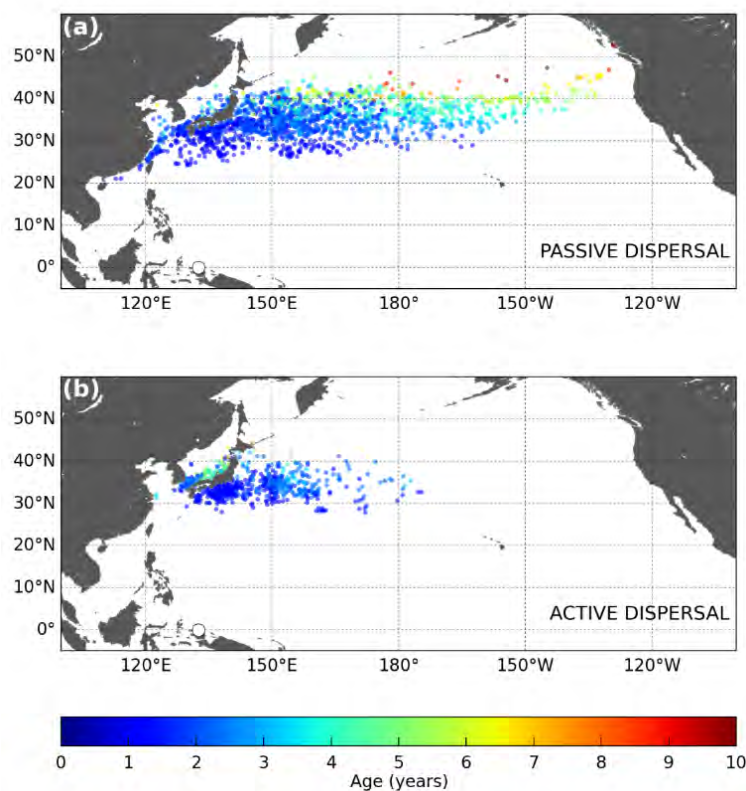 (a)
50°N
40°N
30°N
20°N
10°N
0°
PASSIVE DISPERSAL
120°E 150°E 180° 150°W 120°W
(b)
50°N
40°N
30°N
20°N
10°N
0°
ACTIVE DISPERSAL
120°E 150°E 180° 150°W 120°W
0 1 2 3 4 5 6 7 8 9 10
Age (years)